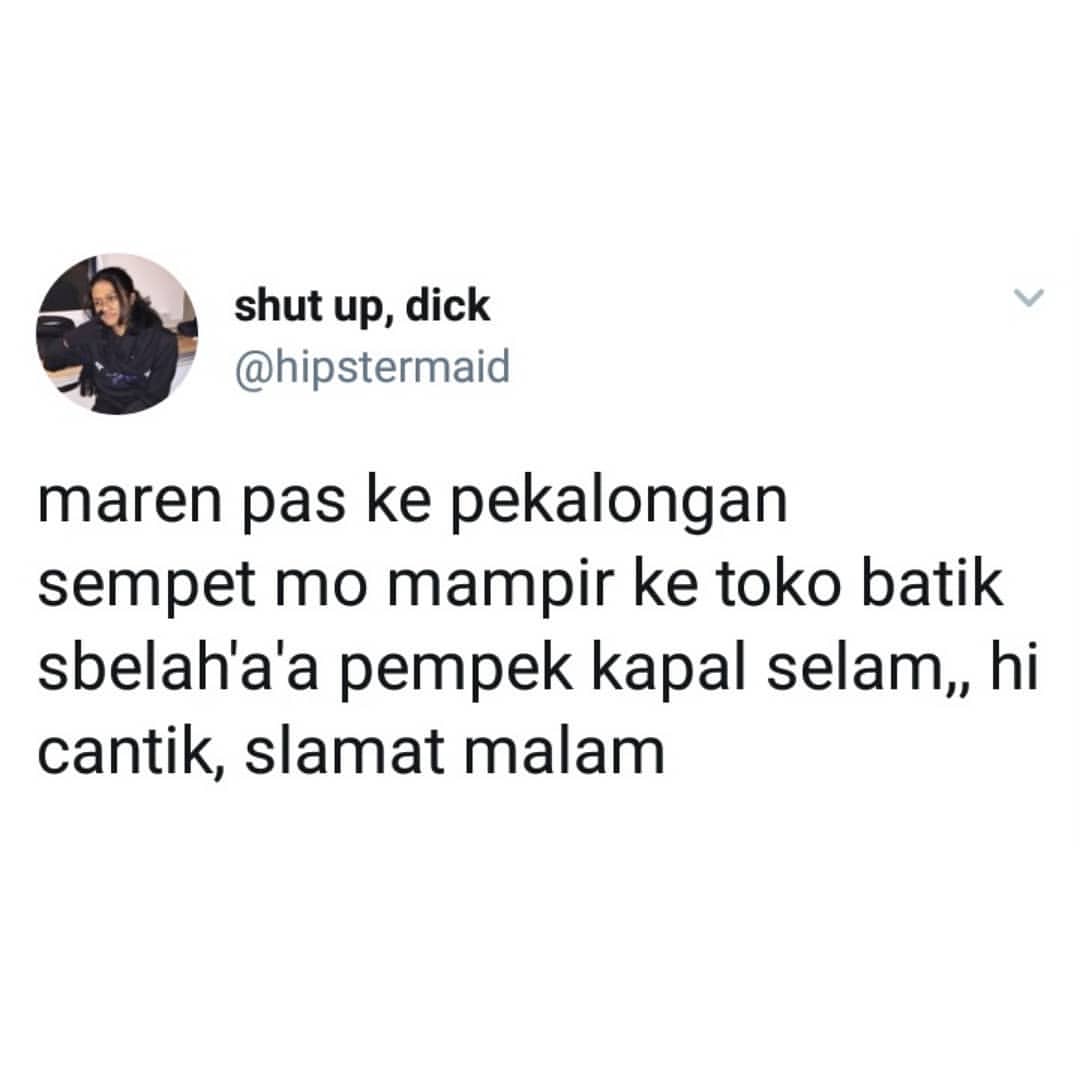 shut up, dick
@hipstermaid
maren pas ke pekalongan
sempet mo mampir ke toko batik
sbelah'a'a pempek kapal selam,, hi
cantik, slamat malam